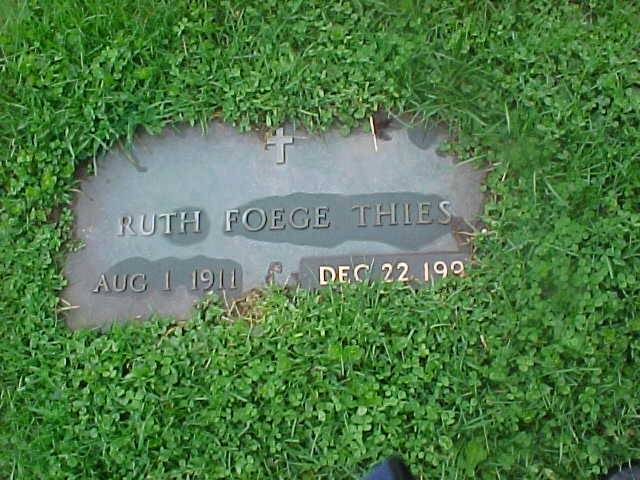 RUTH FOEGE THIES
AUG 1 1911 DEC 22 199